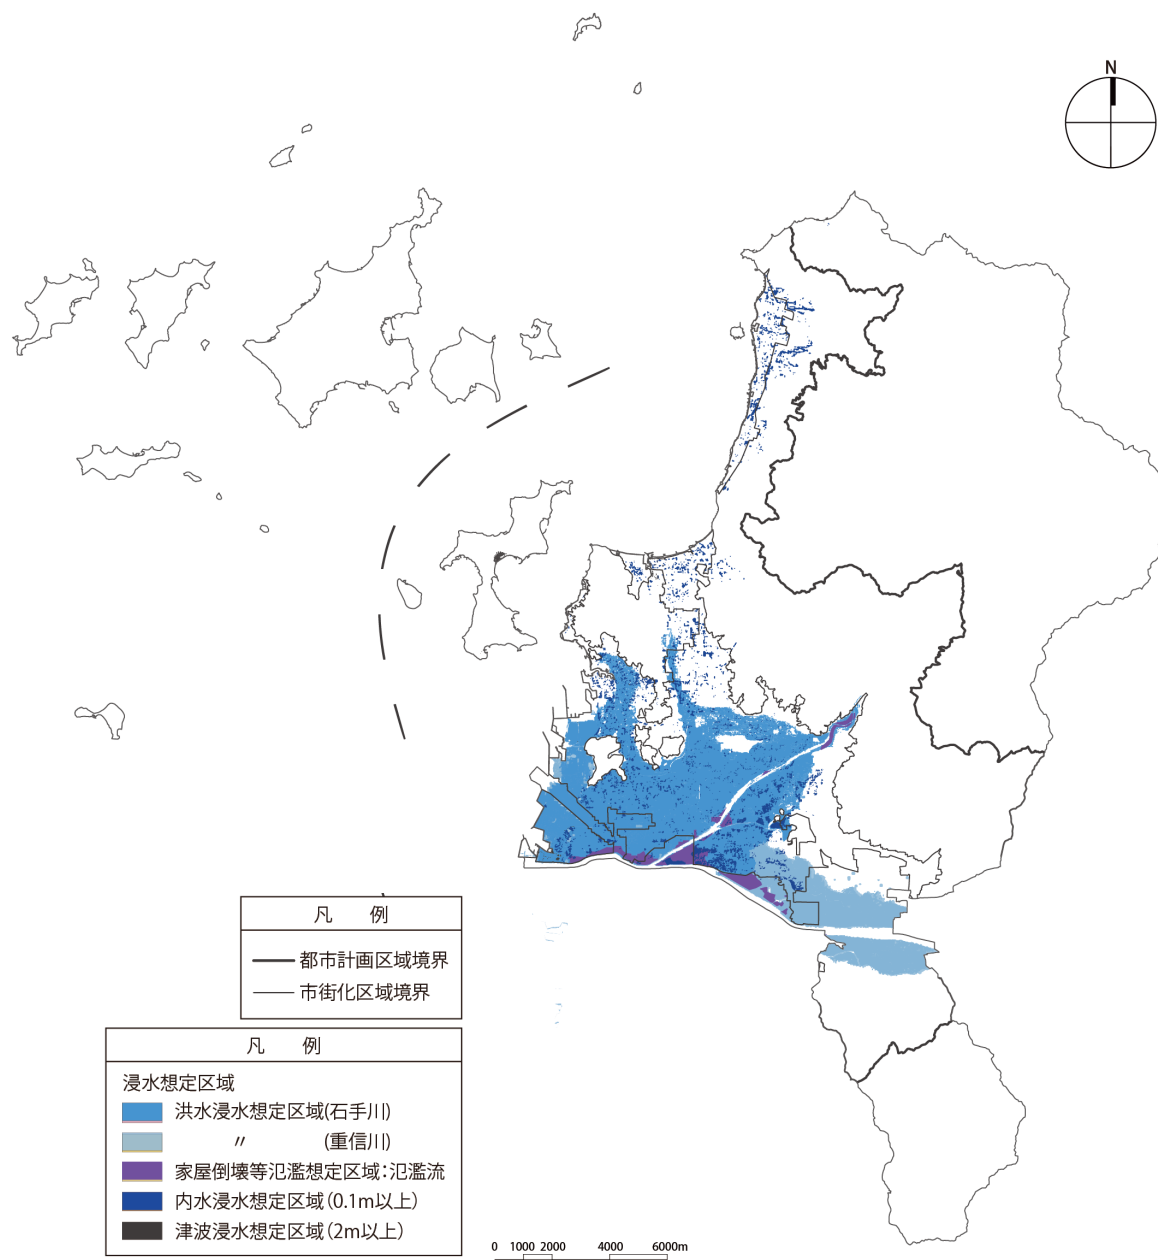 N
凡 例
都市計画区域境界
市街化区域境界
凡 例
浸水想定区域
洪水浸水想定区域(石手川)
〃 (重信川)
家屋倒壊等氾濫想定区域:氾濫流
内水浸水想定区域(0.1m以上)
津波浸水想定区域(2m以上)
0 1000 2000 4000 6000m